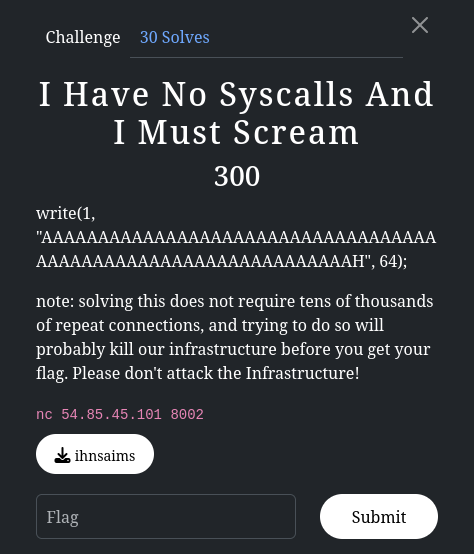 Challenge
30 Solves
I Have No Syscalls And
I Must Scream
300
write(1,
"AAAAAAAAAAAAAAAAAAAAAAAAAAAAAAAAAAA
AAAAAAAAAAAAAAAAAAAAAAAAAAAAH", 64);
note: solving this does not require tens of thousands
of repeat connections, and trying to do so will
probably kill our infrastructure before you get your
flag. Please don't attack the Infrastructure!
nc 54.85.45.101 8002
ihnsaims
Flag
Submit